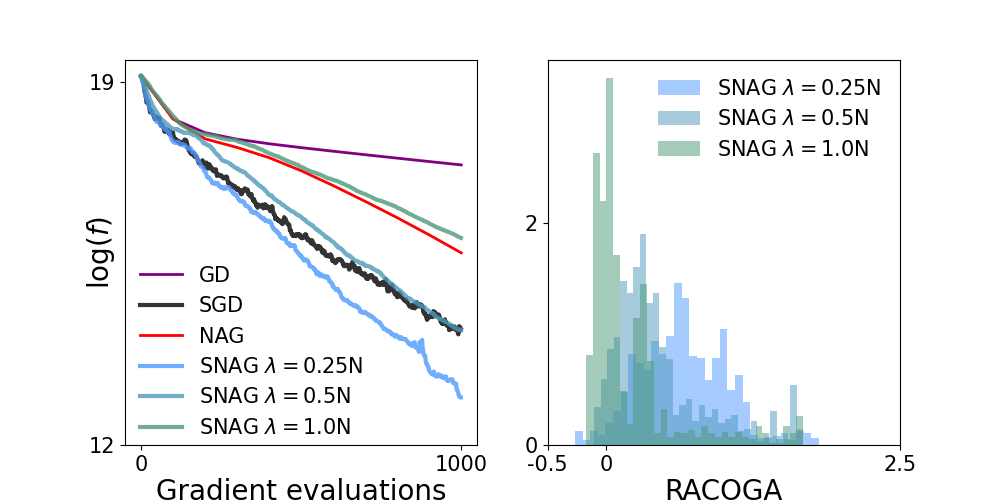 19
12
log(f)
GD
SGD
NAG
SNAG λ = 0.25N
SNAG λ = 0.5N
SNAG λ = 1.0N
0
1000
Gradient evaluations
SNAG λ = 0.25N
SNAG λ = 0.5N
SNAG λ = 1.0N
2
0
-0.5
0
2.5
RACOGA